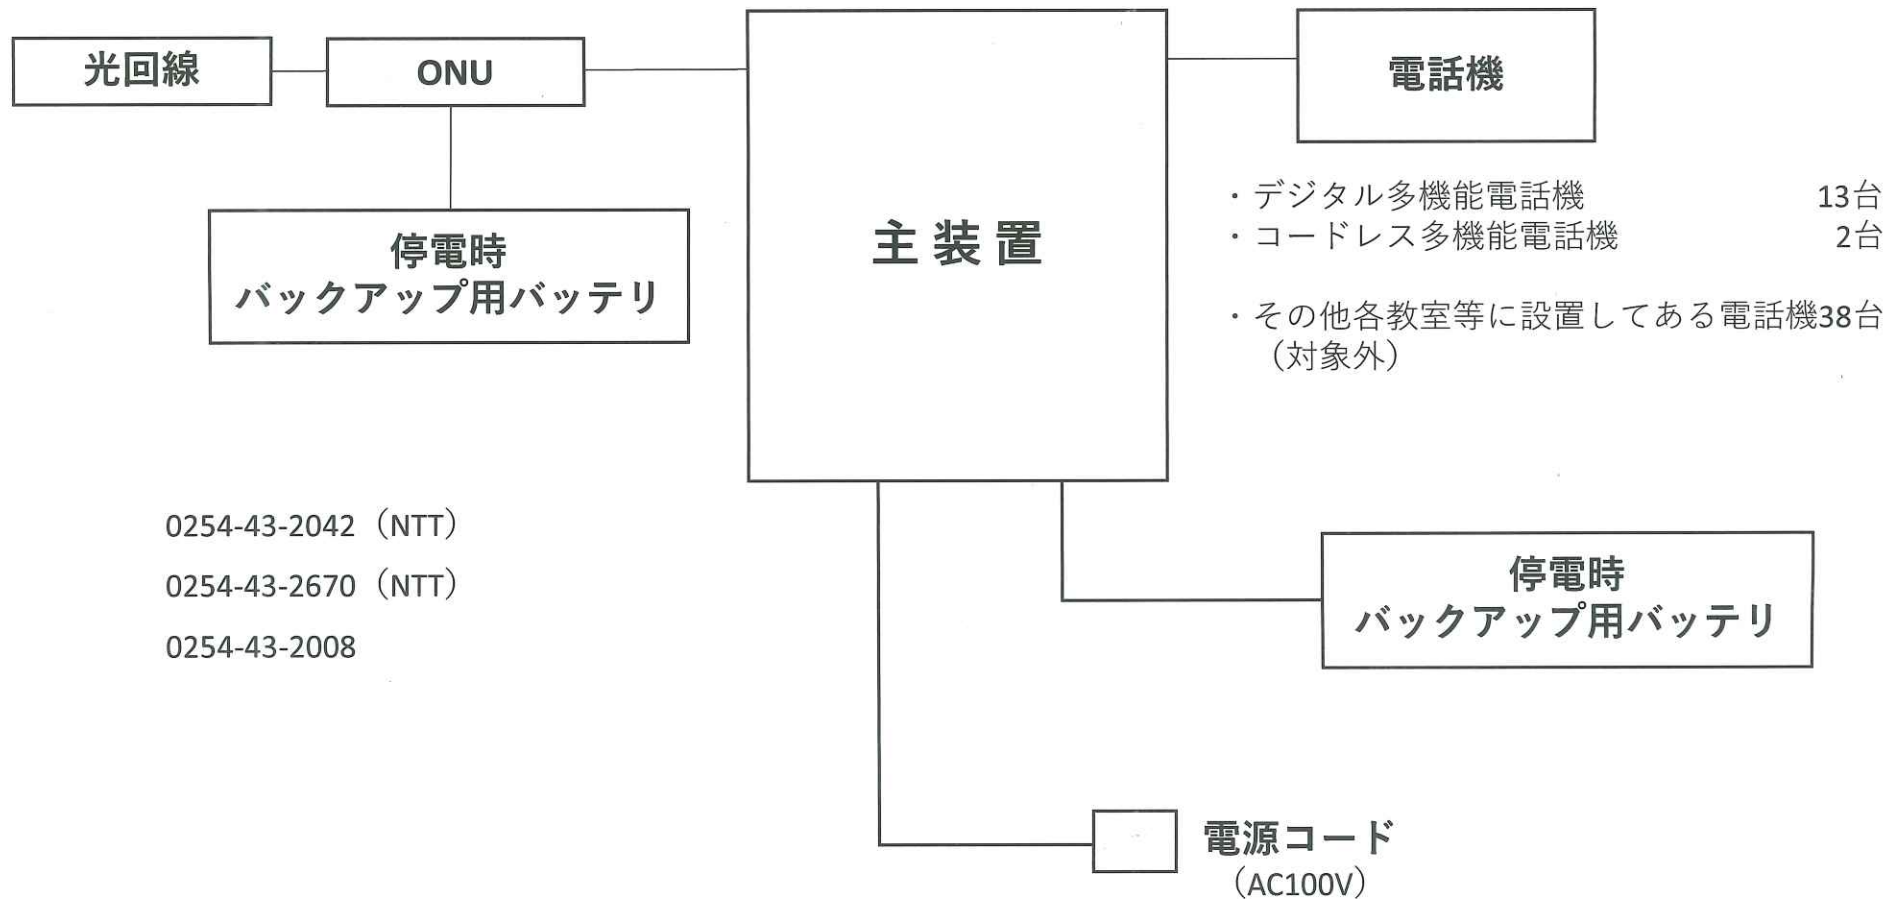 光回線
ONU
停電時
バックアップ用バッテリ
主装置
電話機
・デジタル多機能電話機 13台
・コードレス多機能電話機 2台
・その他各教室等に設置してある電話機38台
（対象外）
0254-43-2042（NTT）
0254-43-2670（NTT）
0254-43-2008
停電時
バックアップ用バッテリ
電源コード
（AC100V）